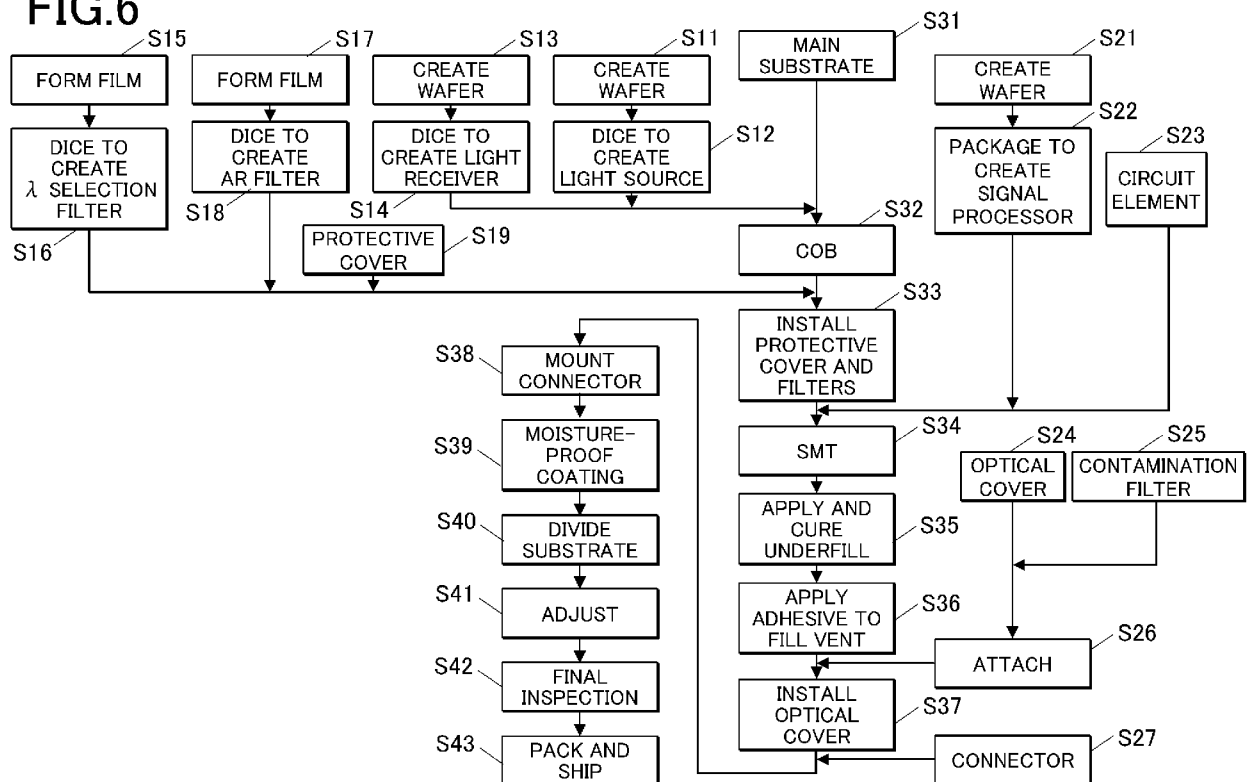 FIG.6
S15
FORM FILM
S17
FORM FILM
S13
CREATE
WAFER
S11
CREATE
WAFER
S31
MAIN
SUBSTRATE
S21
CREATE
WAFER
DICE TO
CREATE
λ SELECTION
FILTER
S16
DICE TO
CREATE
AR FILTER
S18
DICE TO
CREATE LIGHT
RECEIVER
S14
DICE TO
CREATE
LIGHT SOURCE
S12
S22
PACKAGE TO
CREATE
SIGNAL
PROCESSOR
S23
CIRCUIT
ELEMENT
PROTECTIVE
COVER
S19
S32
COB
S33
INSTALL
PROTECTIVE
COVER AND
FILTERS
S38
MOUNT
CONNECTOR
S34
SMT
S39
MOISTURE-
PROOF
COATING
S24
OPTICAL
COVER
S25
CONTAMINATION
FILTER
S35
APPLY AND
CURE
UNDERFILL
S40
DIVIDE
SUBSTRATE
S36
APPLY
ADHESIVE TO
FILL VENT
S41
ADJUST
S26
ATTACH
S42
FINAL
INSPECTION
S37
INSTALL
OPTICAL
COVER
S43
PACK AND
SHIP
S27
CONNECTOR